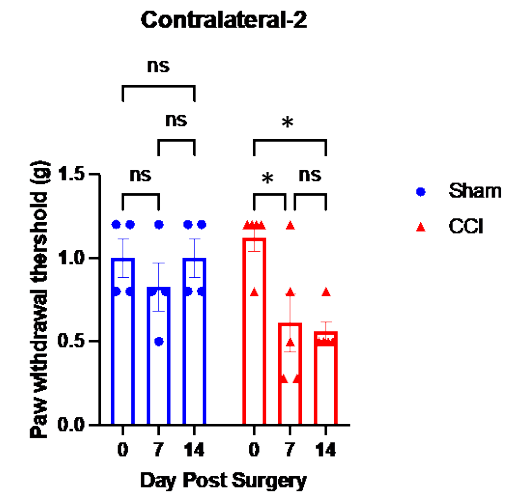 Contralateral-2
ns
ns
*
ns
*
ns
1.5
1.0
0.5
0.0
Paw withdrawal thershold (g)
0 7 14 0 7 14
Day Post Surgery
Sham
CCI